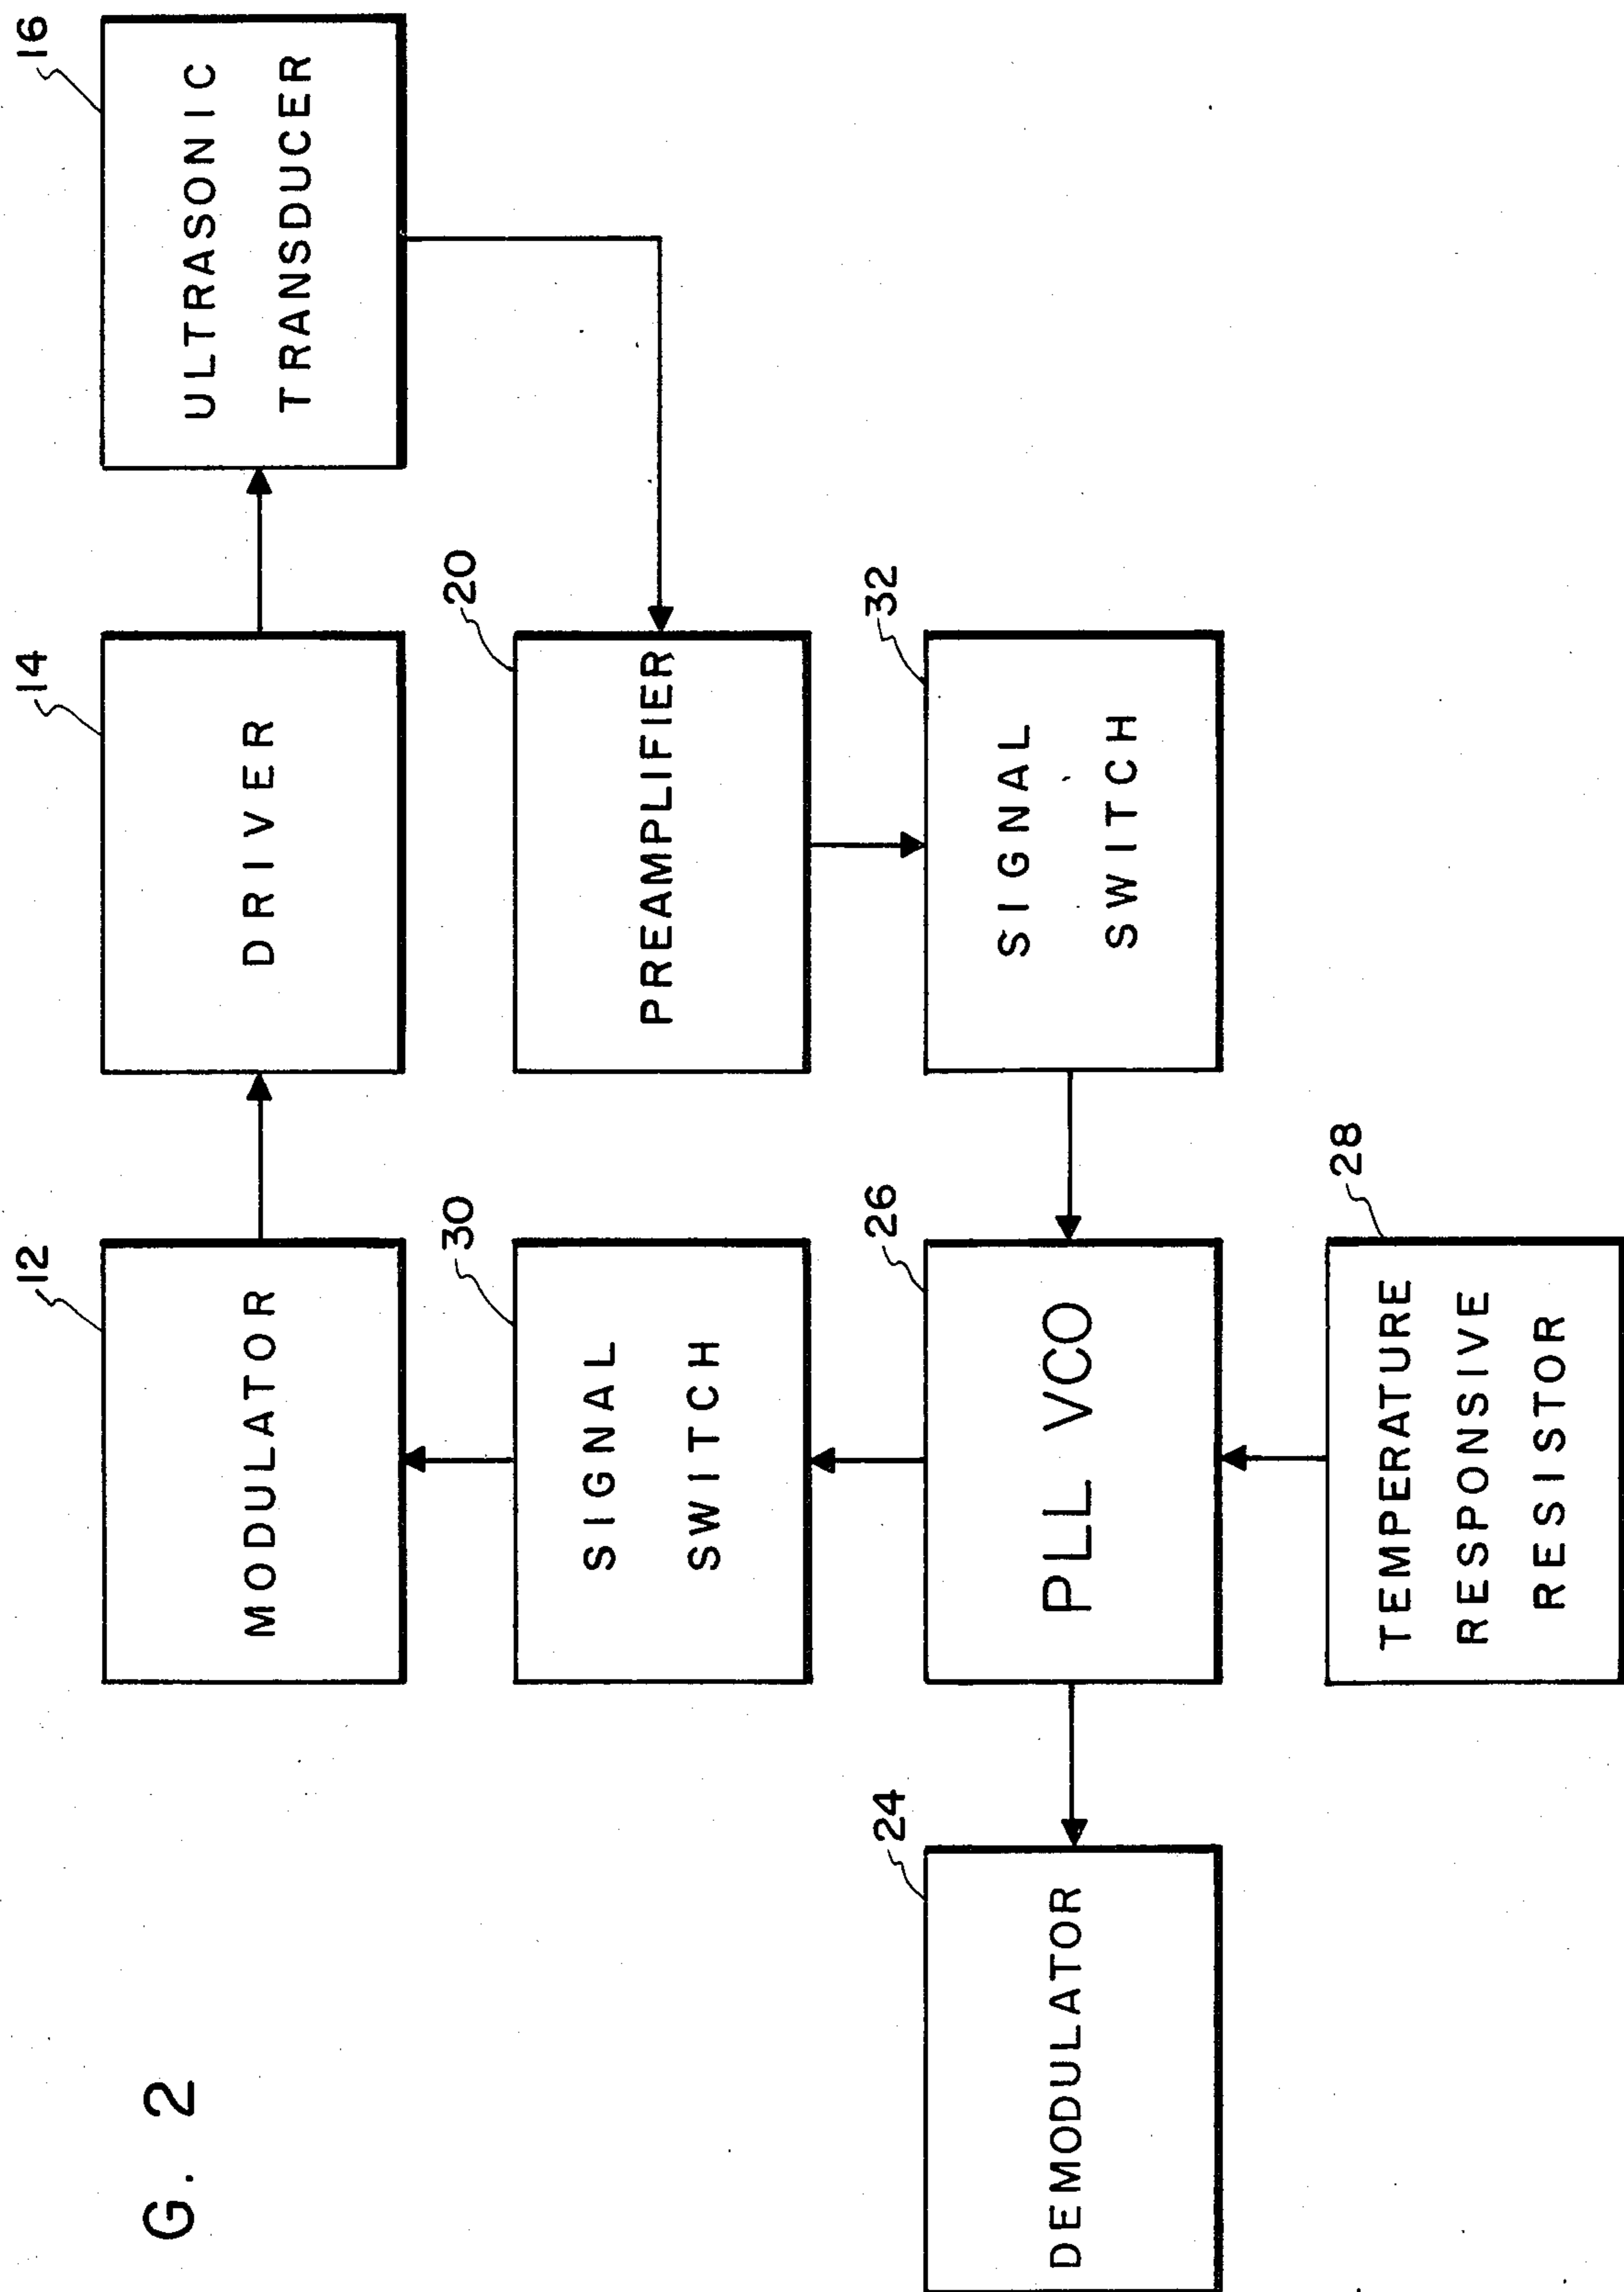 12
14
16
MODULATOR
DRIVER
ULTRASONIC
TRANSDUCER
30
20
SIGNAL
SWITCH
PREAMPLIFIER
24
26
32
DEMODULATOR
PLL VCO
SIGNAL
SWITCH
28
TEMPERATURE
RESPONSIVE
RESISTOR
G. 2